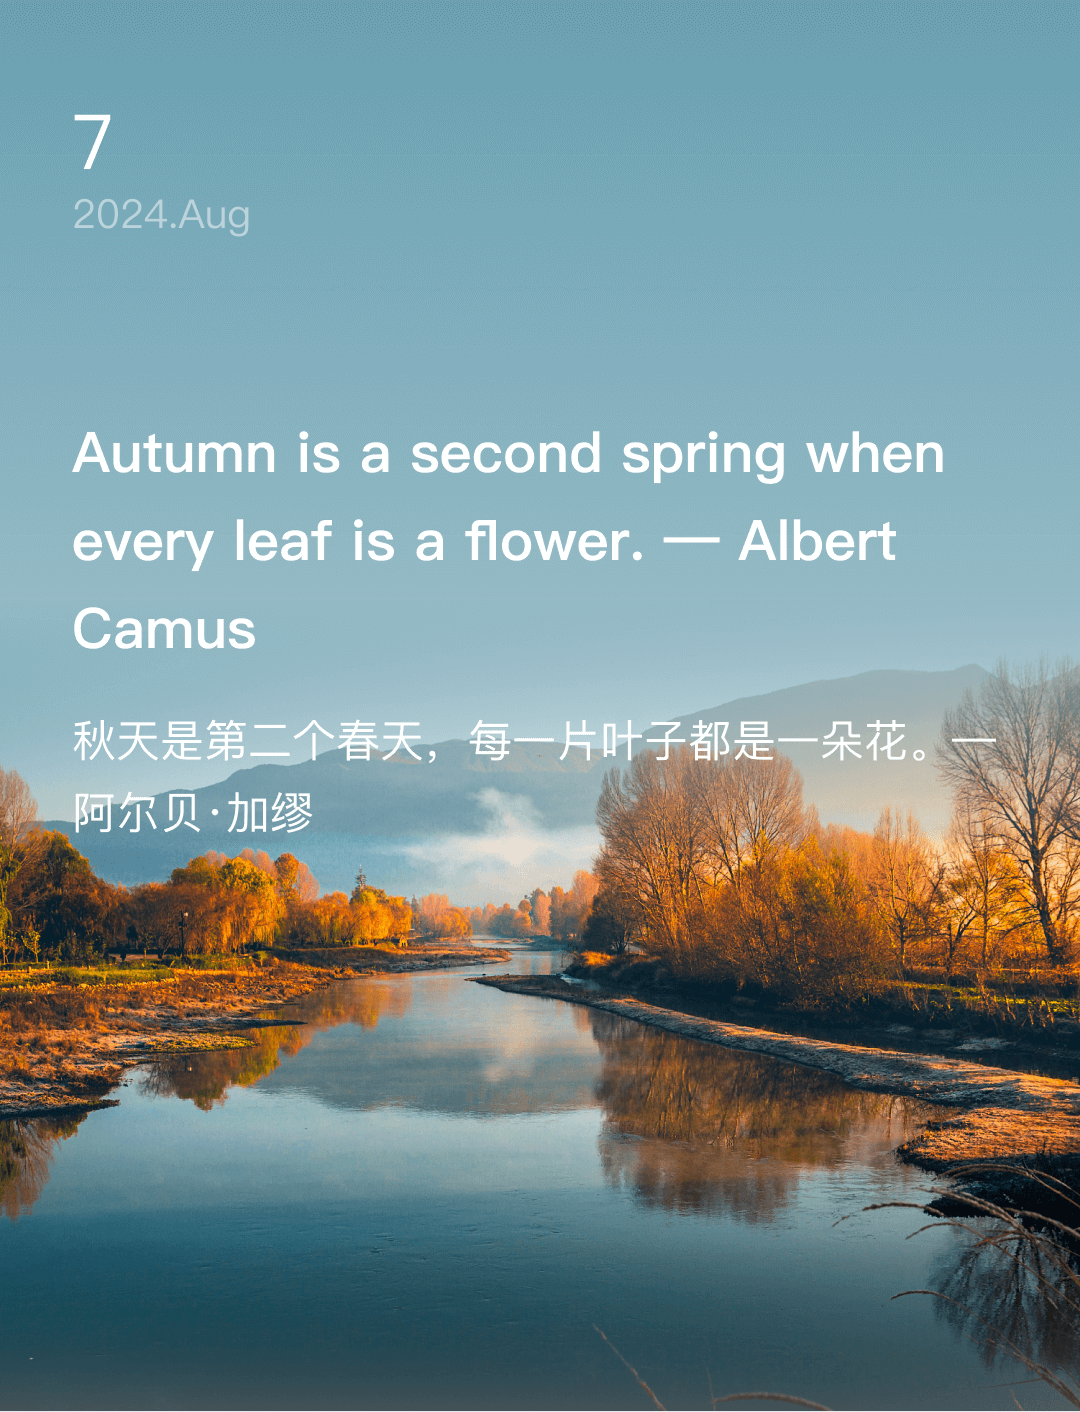 7
2024.Aug
Autumn is a second spring when
every leaf is a flower. — Albert
Camus
秋天是第二个春天，每一片叶子都是一朵花。—
阿尔贝·加缪